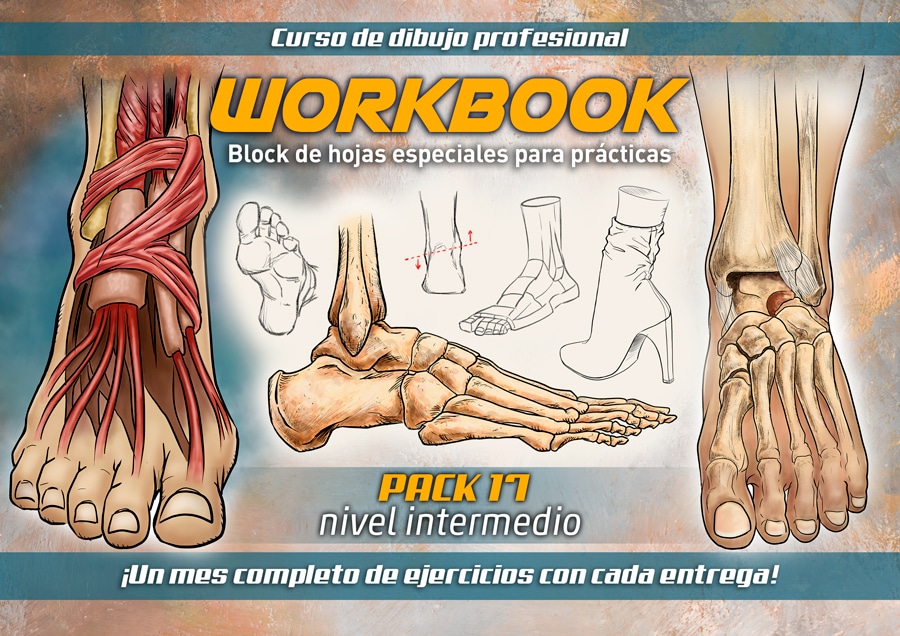 Curso de dibujo profesional
WORKBOOK
Block de hojas especiales para prácticas
PACK 17
nivel intermedio
¡Un mes completo de ejercicios con cada entrega!